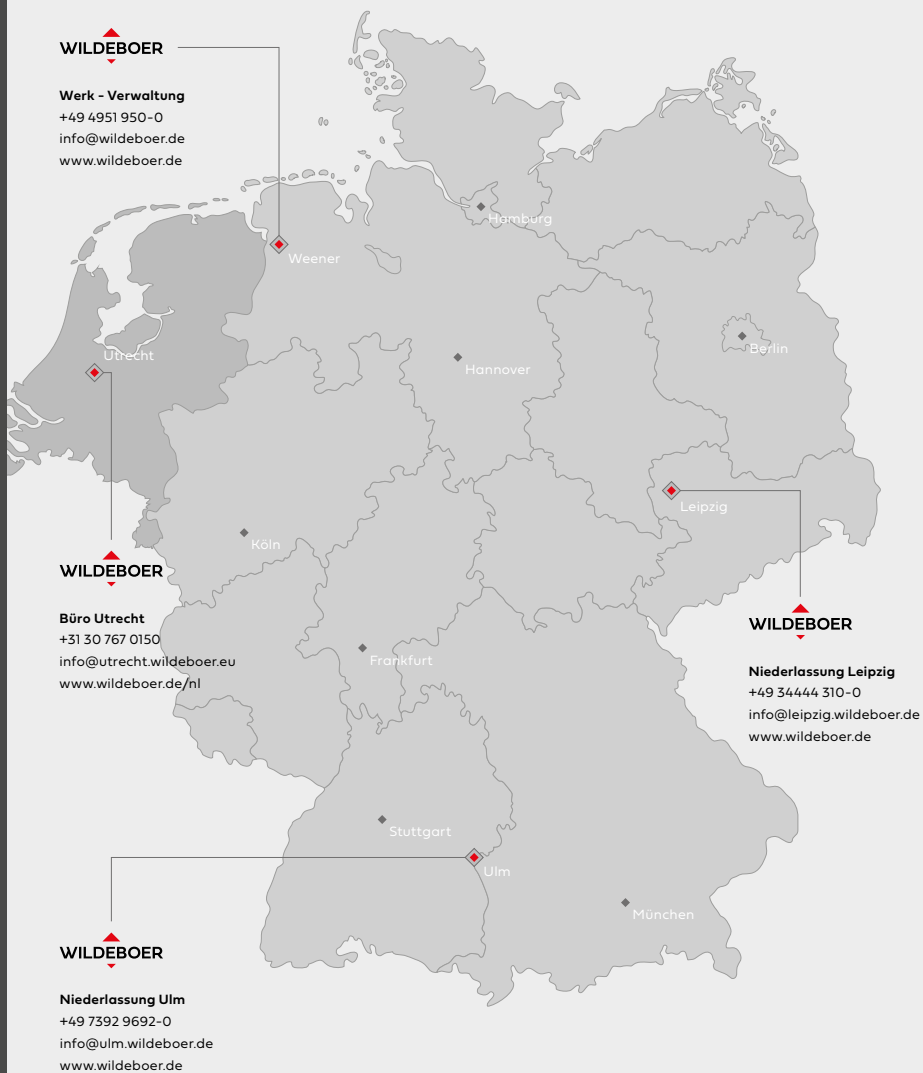 WILDEBOER
Werk - Verwaltung
+49 4951 950-0
info@wildeboer.de
www.wildeboer.de
Hamburg
Weener
Utrecht
Berlin
Hannover
Leipzig
Köln
WILDEBOER
Büro Utrecht
+31 30 767 0150
info@utrecht.wildeboer.eu
www.wildeboer.de/nl
Frankfurt
WILDEBOER
Niederlassung Leipzig
+49 34444 310-0
info@leipzig.wildeboer.de
www.wildeboer.de
Stuttgart
Ulm
München
WILDEBOER
Niederlassung Ulm
+49 7392 9692-0
info@ulm.wildeboer.de
www.wildeboer.de